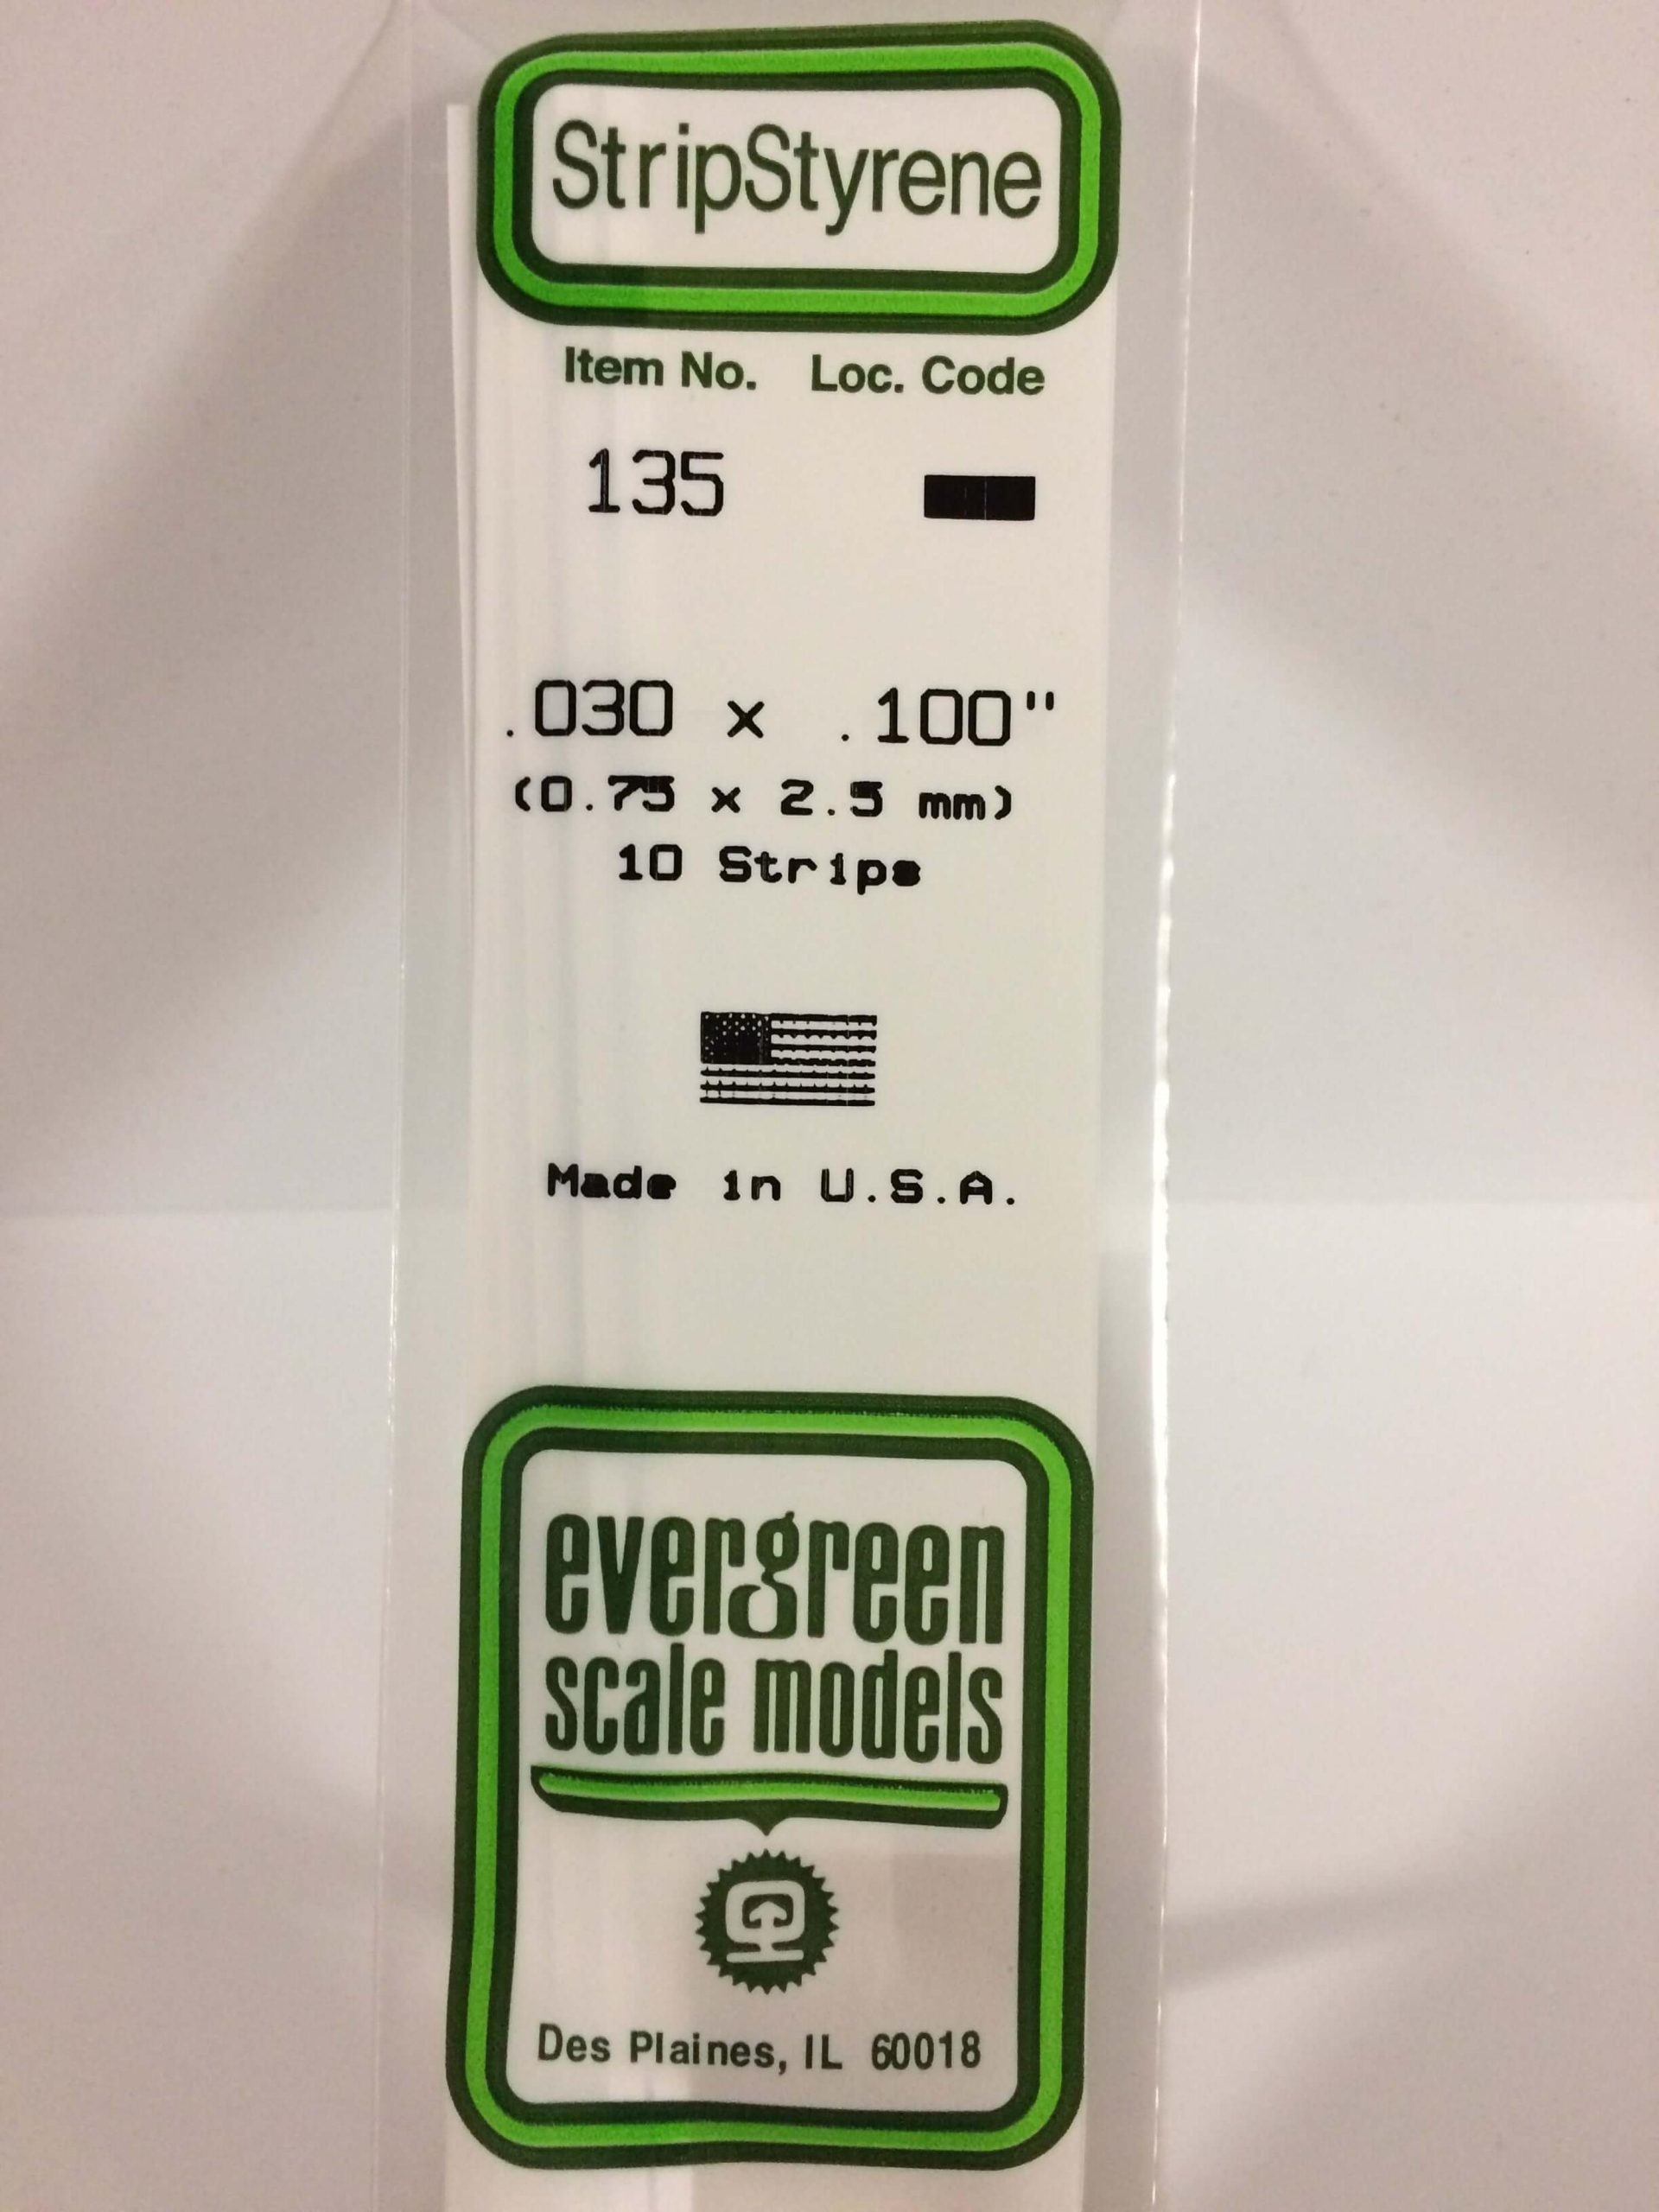 StripStyrene
Item No. Loc. Code
135
.030 x .100"
(0.75 x 2.5 mm)
10 Strips
Made in U.S.A.
evergreen
scale models
Des Plaines, IL 60018